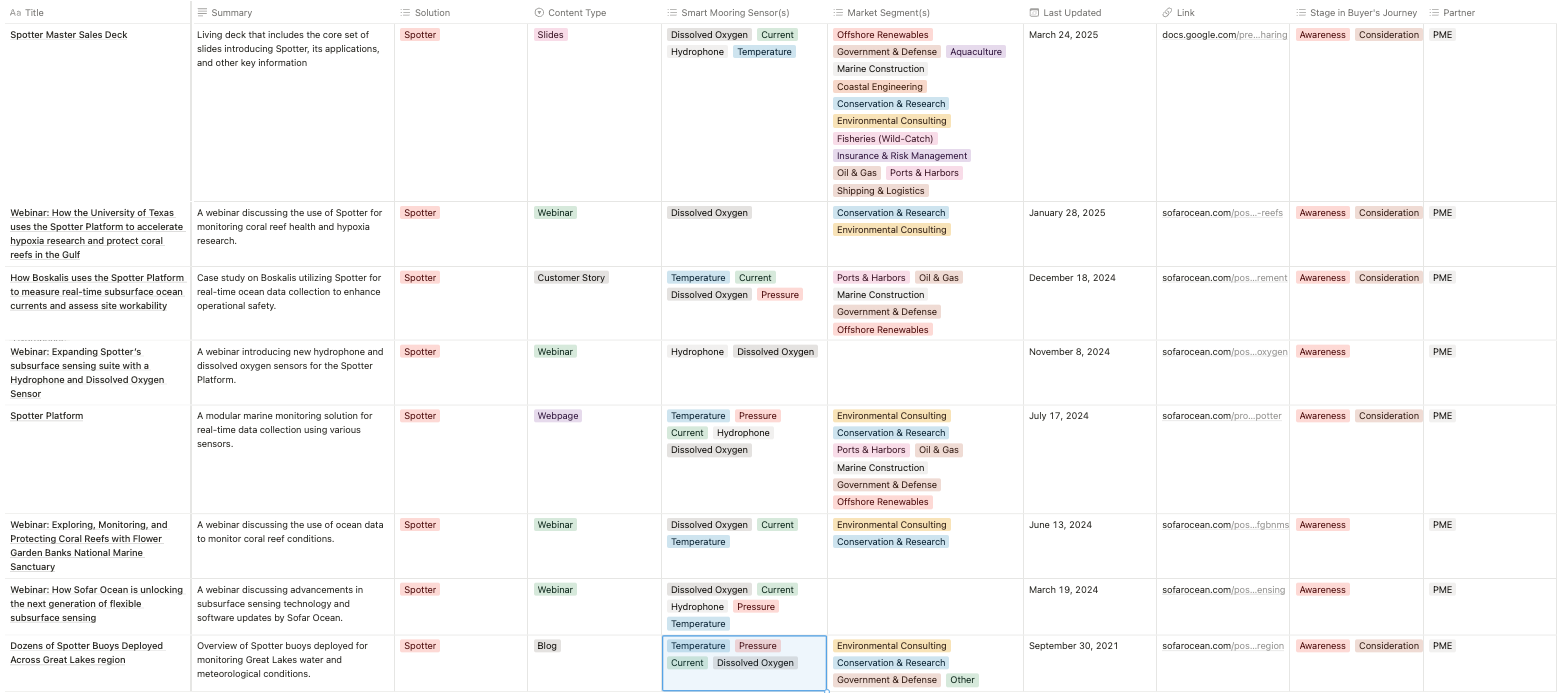 Aa Title
Summary
Solution
Content Type
Smart Mooring Sensor(s)
Market Segment(s)
Last Updated
Link
Stage in Buyer's Journey
Partner
Spotter Master Sales Deck
Living deck that includes the core set of
slides introducing Spotter, its applications,
and other key information
Spotter
Slides
Dissolved Oxygen Current
Hydrophone Temperature
Offshore Renewables
Government & Defense Aquaculture
Marine Construction
Coastal Engineering
Conservation & Research
Environmental Consulting
Fisheries (Wild-Catch)
Insurance & Risk Management
Oil & Gas Ports & Harbors
Shipping & Logistics
March 24, 2025
docs.google.com/pre...haring
Awareness Consideration
PME
Webinar: How the University of Texas
uses the Spotter Platform to accelerate
hypoxia research and protect coral
reefs in the Gulf
A webinar discussing the use of Spotter for
monitoring coral reef health and hypoxia
research.
Spotter
Webinar
Dissolved Oxygen
Conservation & Research
Environmental Consulting
January 28, 2025
sofarocean.com/pos...-reefs
Awareness Consideration
PME
How Boskalis uses the Spotter Platform
to measure real-time subsurface ocean
currents and assess site workability
Case study on Boskalis utilizing Spotter for
real-time ocean data collection to enhance
operational safety.
Spotter
Customer Story
Temperature Current
Dissolved Oxygen Pressure
Ports & Harbors Oil & Gas
Marine Construction
Government & Defense
Offshore Renewables
December 18, 2024
sofarocean.com/pos...rement
Awareness Consideration
PME
Webinar: Expanding Spotter's
subsurface sensing suite with a
Hydrophone and Dissolved Oxygen
Sensor
A webinar introducing new hydrophone and
dissolved oxygen sensors for the Spotter
Platform.
Spotter
Webinar
Hydrophone Dissolved Oxygen
November 8, 2024
sofarocean.com/pos...oxygen
Awareness
PME
Spotter Platform
A modular marine monitoring solution for
real-time data collection using various
sensors.
Spotter
Webpage
Temperature Pressure
Current Hydrophone
Dissolved Oxygen
Environmental Consulting
Conservation & Research
Ports & Harbors Oil & Gas
Marine Construction
Government & Defense
Offshore Renewables
July 17, 2024
sofarocean.com/pro...potter
Awareness Consideration
PME
Webinar: Exploring, Monitoring, and
Protecting Coral Reefs with Flower
Garden Banks National Marine
Sanctuary
A webinar discussing the use of ocean data
to monitor coral reef conditions.
Spotter
Webinar
Dissolved Oxygen Current
Temperature
Environmental Consulting
Conservation & Research
June 13, 2024
sofarocean.com/pos...fgbnms
Awareness
PME
Webinar: How Sofar Ocean is unlocking
the next generation of flexible
subsurface sensing
A webinar discussing advancements in
subsurface sensing technology and
software updates by Sofar Ocean.
Spotter
Webinar
Dissolved Oxygen Current
Hydrophone Pressure
Temperature
March 19, 2024
sofarocean.com/pos...ensing
Awareness
PME
Dozens of Spotter Buoys Deployed
Across Great Lakes region
Overview of Spotter buoys deployed for
monitoring Great Lakes water and
meteorological conditions.
Spotter
Blog
Temperature Pressure
Current Dissolved Oxygen
Environmental Consulting
Conservation & Research
Government & Defense Other
September 30, 2021
sofarocean.com/pos...region
Awareness Consideration
PME